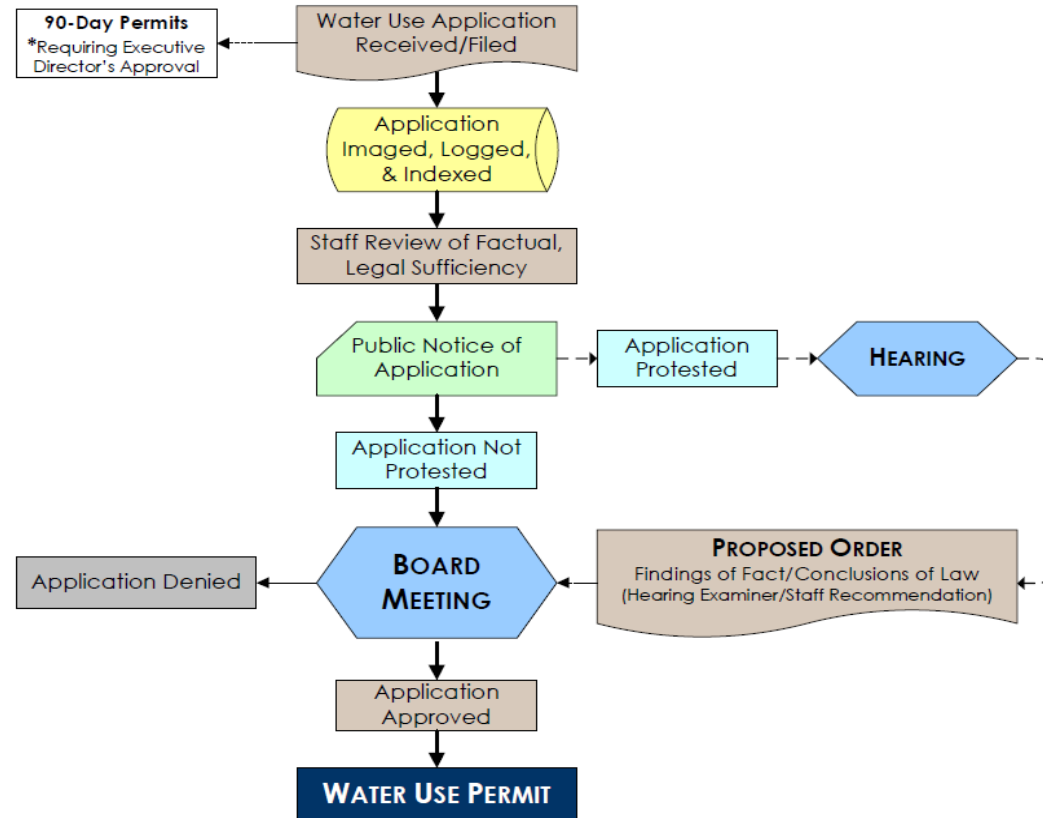 90-Day Permits
*Requiring Executive
Director's Approval
Water Use Application
Received/Filed
Application
Imaged, Logged,
& Indexed
Staff Review of Factual,
Legal Sufficiency
Public Notice of
Application
Application
Protested
HEARING
Application Not
Protested
Application Denied
BOARD
MEETING
PROPOSED ORDER
Findings of Fact/Conclusions of Law
(Hearing Examiner/Staff Recommendation)
Application
Approved
WATER USE PERMIT